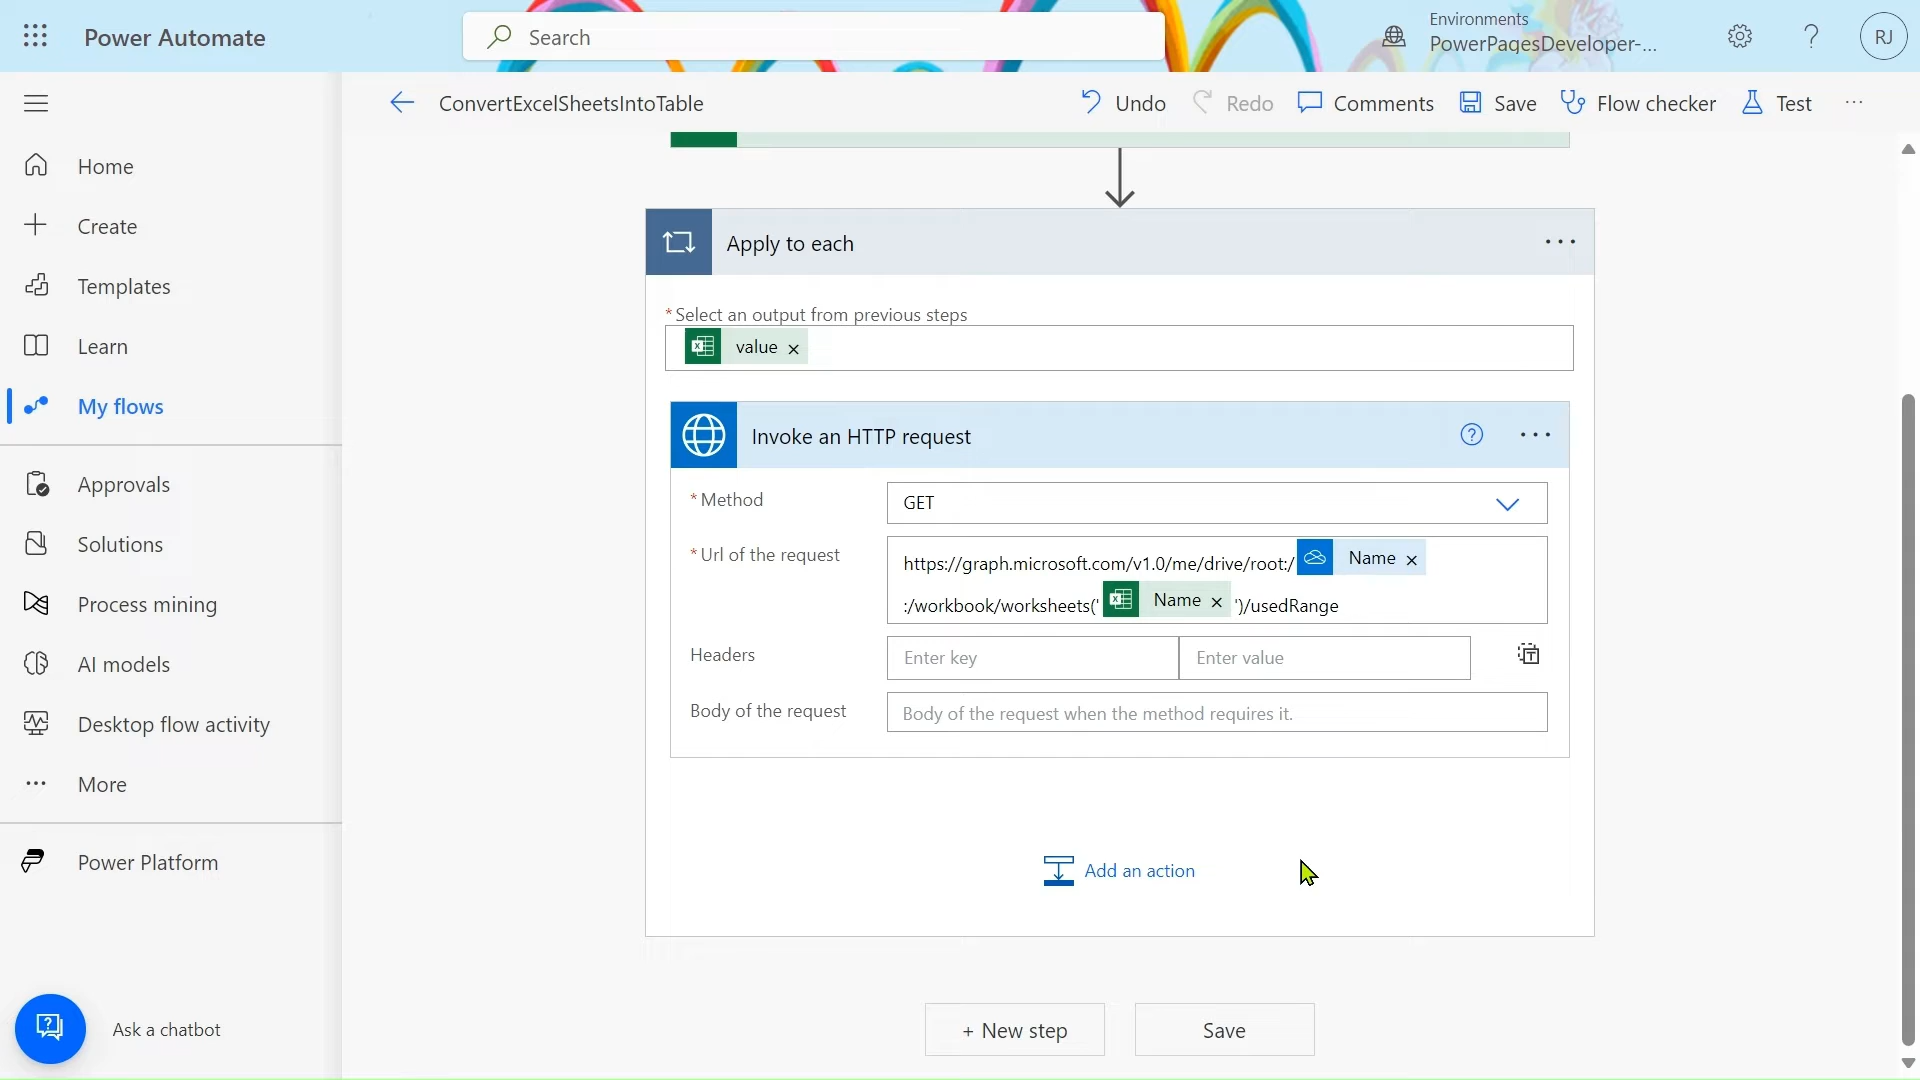 Power Automate
Search
Environments
PowerPagesDeveloper-...
RJ
ConvertExcelSheetsIntoTable
Undo
Redo
Comments
Save
Flow checker
Test
Home
Create
Templates
Learn
My flows
Approvals
Solutions
Process mining
AI models
Desktop flow activity
More
Power Platform
Ask a chatbot
Apply to each
* Select an output from previous steps
value
Invoke an HTTP request
* Method
GET
* Url of the request
https://graph.microsoft.com/v1.0/me/drive/root:/ Name
:/workbook/worksheets(' Name ')/usedRange
Headers
Enter key
Enter value
Body of the request
Body of the request when the method requires it.
Add an action
+ New step
Save